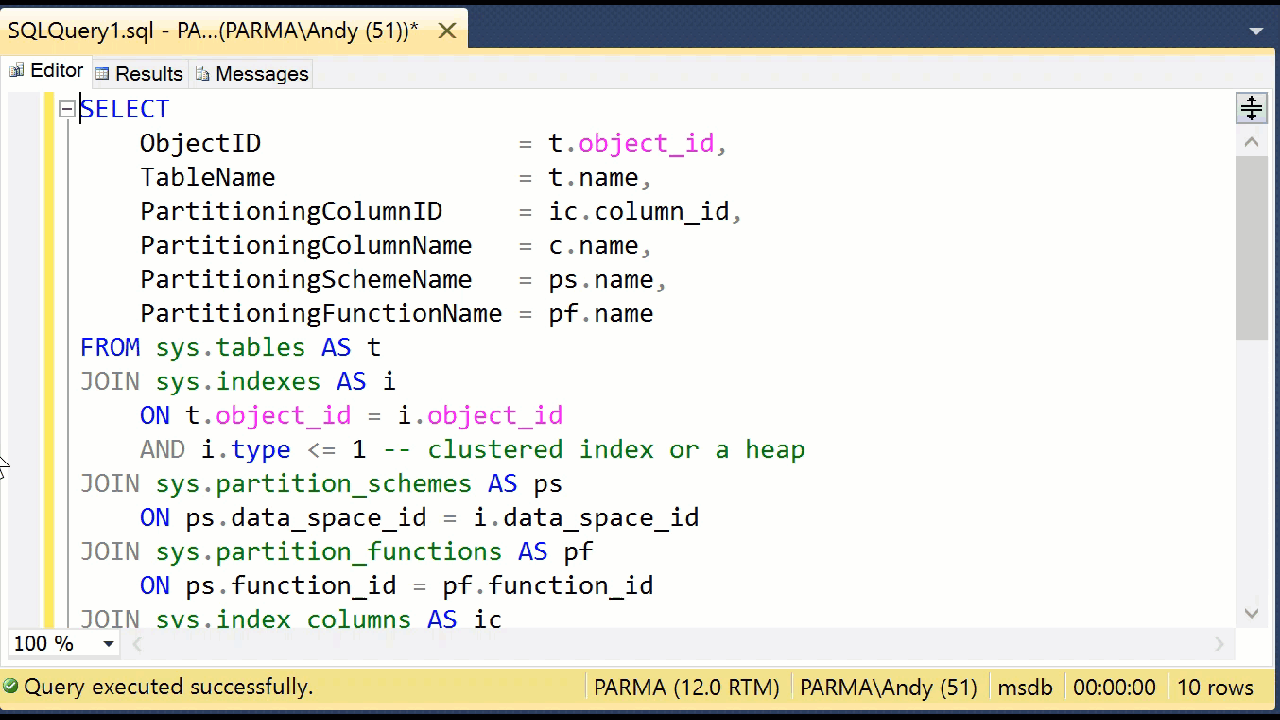 SQLQuery1.sql - PA...(PARMA\Andy (51))*
Editor Results Messages
SELECT
ObjectID = t.object_id,
TableName = t.name,
PartitioningColumnID = ic.column_id,
PartitioningColumnName = c.name,
PartitioningSchemeName = ps.name,
PartitioningFunctionName = pf.name
FROM sys.tables AS t
JOIN sys.indexes AS i
ON t.object_id = i.object_id
AND i.type <= 1 -- clustered index or a heap
JOIN sys.partition_schemes AS ps
ON ps.data_space_id = i.data_space_id
JOIN sys.partition_functions AS pf
ON ps.function_id = pf.function_id
JOIN sys.index_columns AS ic
100 %
Query executed successfully. PARMA (12.0 RTM) PARMA\Andy (51) msdb 00:00:00 10 rows